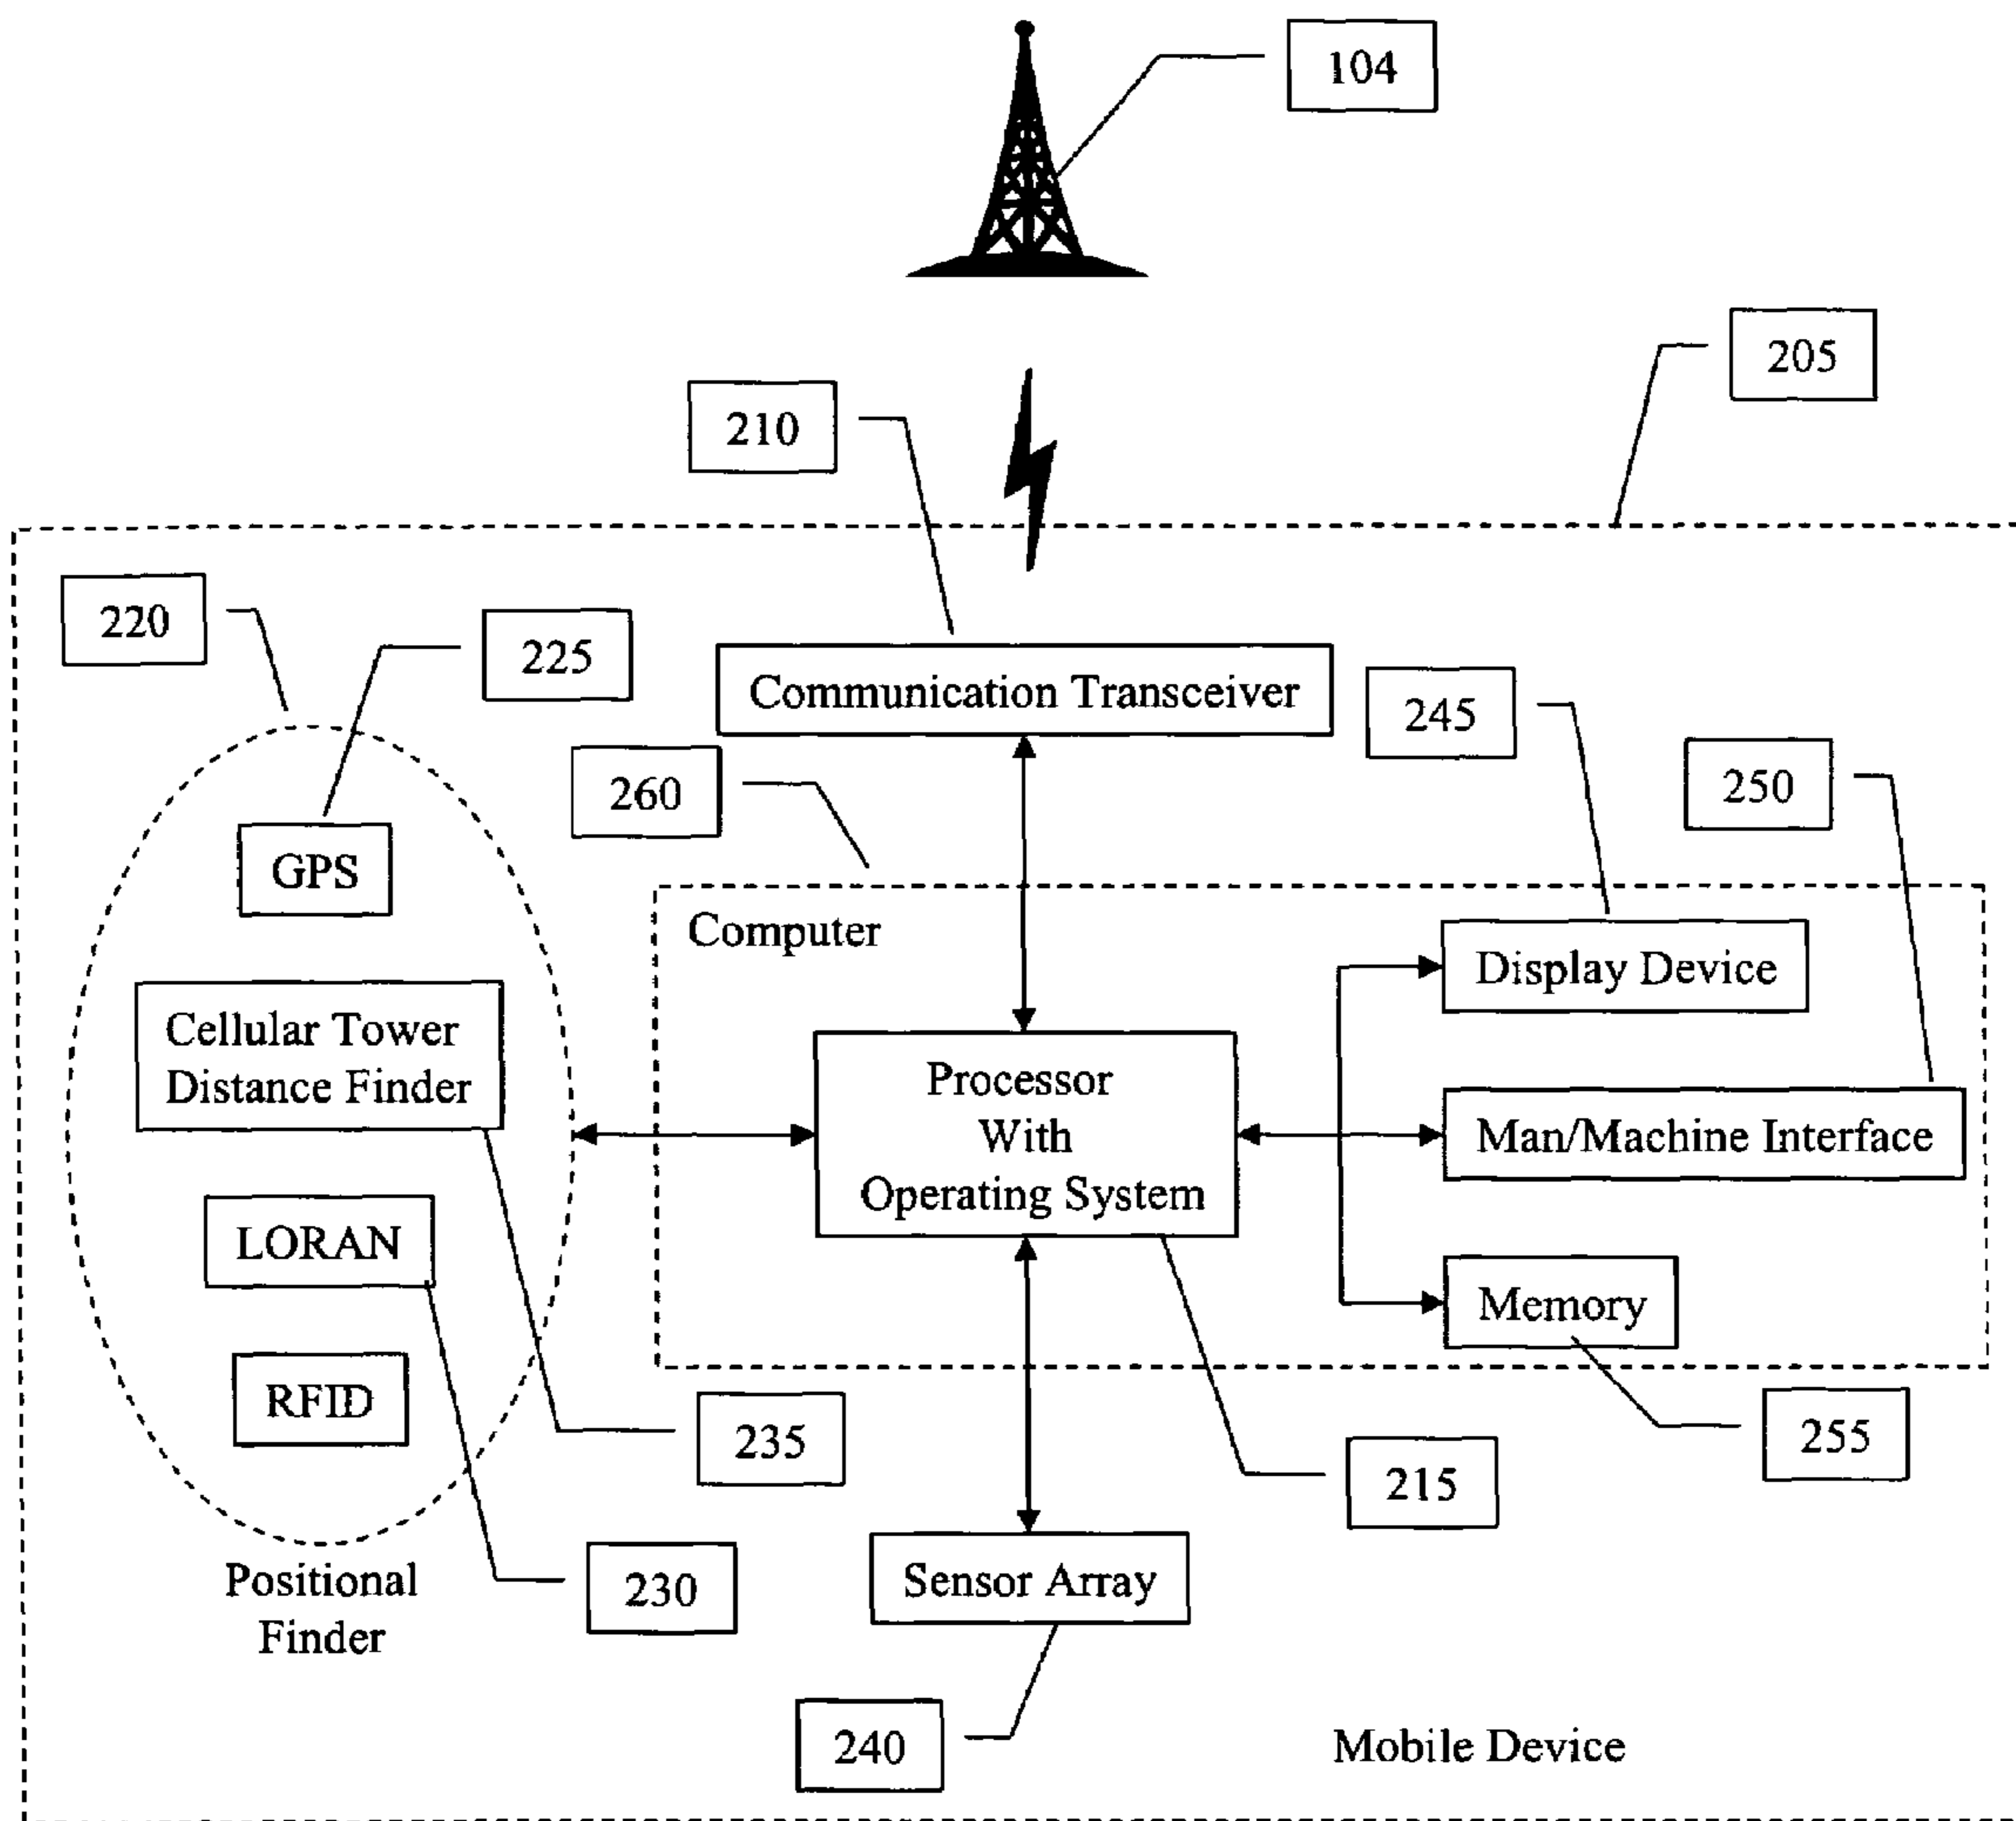 104
205
210
220
225
Communication Transceiver
245
260
250
GPS
Computer
Display Device
Cellular Tower
Distance Finder
Processor
With
Operating System
Man/Machine Interface
LORAN
Memory
RFID
235
215
255
Positional
Finder
230
Sensor Array
240
Mobile Device